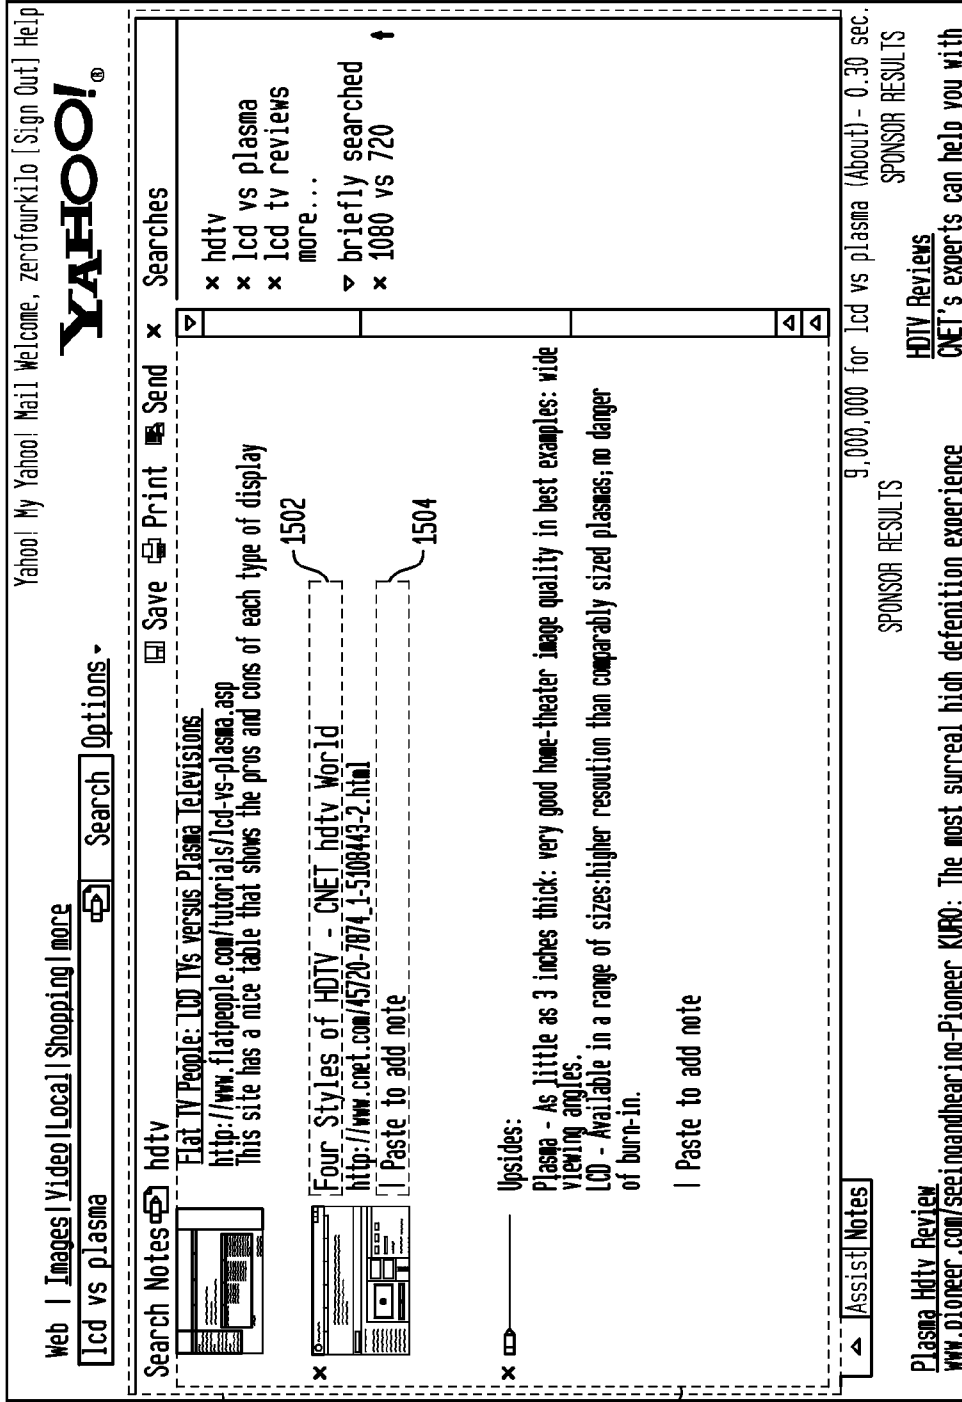 Yahoo! My Yahoo! Mail Welcome, zerofourkilo [Sign Out] Help
Web | Images | Video | Local | Shopping | more
lcd vs plasma Search Options
YAHOO!®
Search Notes hdtv Save Print Send × Searches
Flat TV People: LCD TVs versus Plasma Televisions
http://www.flatpeople.com/tutorials/lcd-vs-plasma.asp
This site has a nice table that shows the pros and cons of each type of display
1502
× Four Styles of HDTV - CNET hdtv World
http://www.cnet.com/45720-7874_1-5108443-2.html
| Paste to add note
1504
×
Upsides:
Plasma - As little as 3 inches thick: very good home-theater image quality in best examples: wide
viewing angles.
LCD - Available in a range of sizes:higher resoution than comparably sized plasmas; no danger
of burn-in.
| Paste to add note
× hdtv
× lcd vs plasma
× lcd tv reviews
more...
▽ briefly searched
× 1080 vs 720
Assist Notes
9,000,000 for lcd vs plasma (About) - 0.30 sec.
SPONSOR RESULTS
Plasma Hdtv Review
www.pioneer.com/seeingandhearing-Pioneer KURO: The most surreal high defenition experience
SPONSOR RESULTS
HDTV Reviews
CNET's experts can help you with